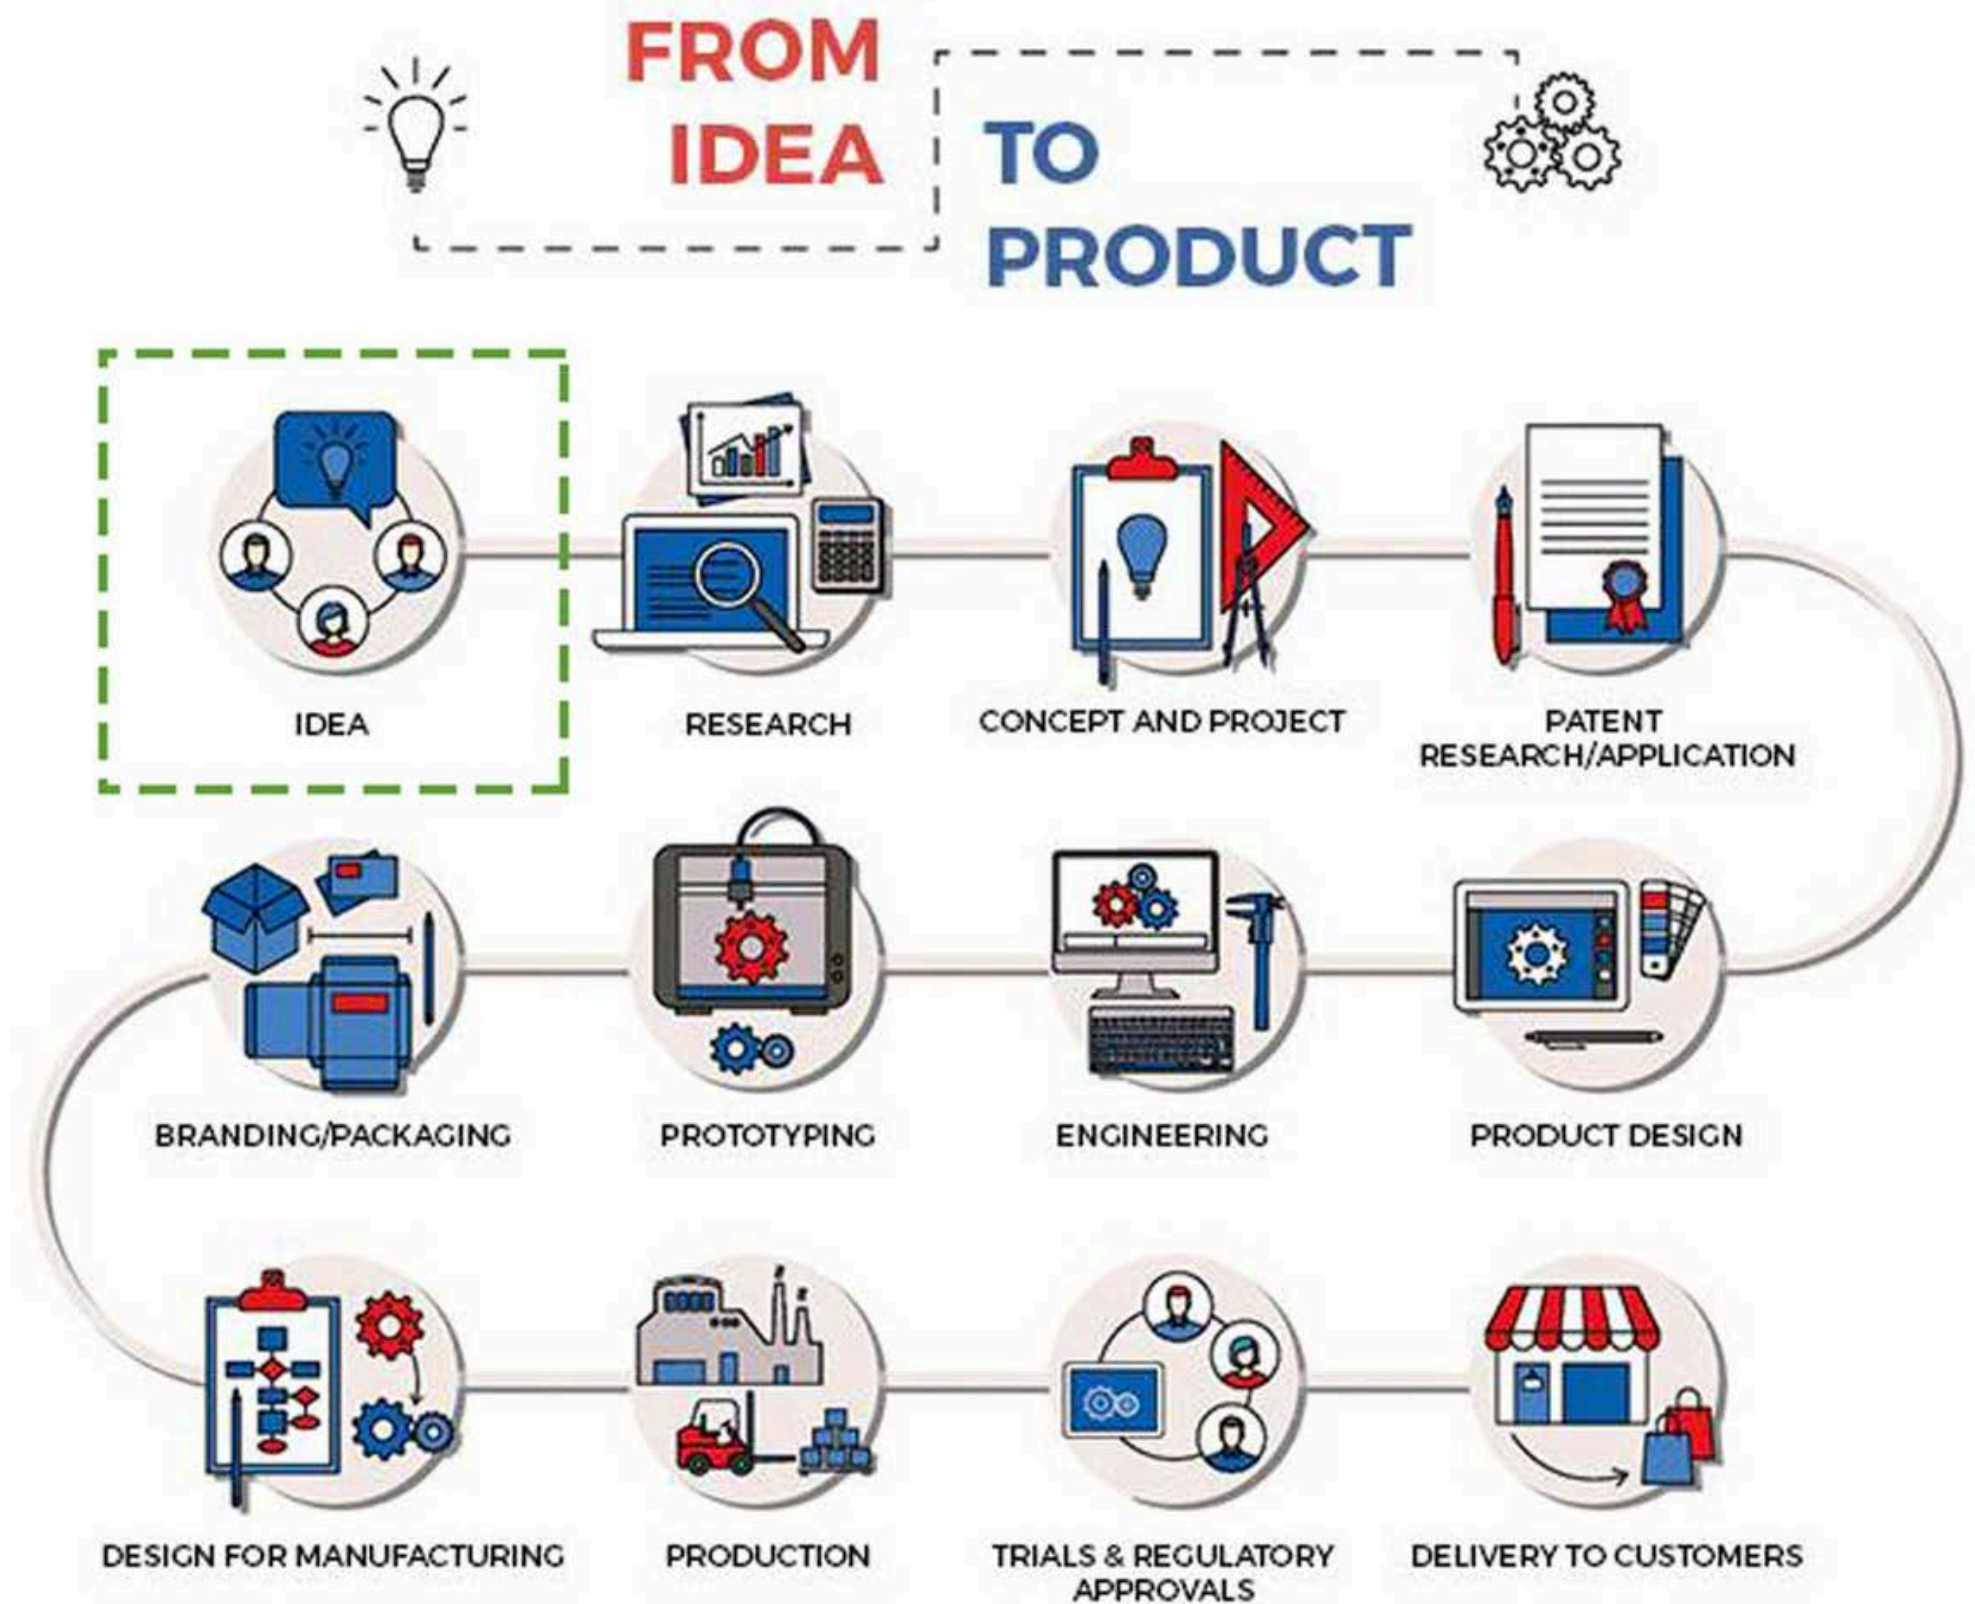 FROM
IDEA
TO
PRODUCT
IDEA
RESEARCH
CONCEPT AND PROJECT
PATENT
RESEARCH/APPLICATION
BRANDING/PACKAGING
PROTOTYPING
ENGINEERING
PRODUCT DESIGN
DESIGN FOR MANUFACTURING
PRODUCTION
TRIALS & REGULATORY
APPROVALS
DELIVERY TO CUSTOMERS